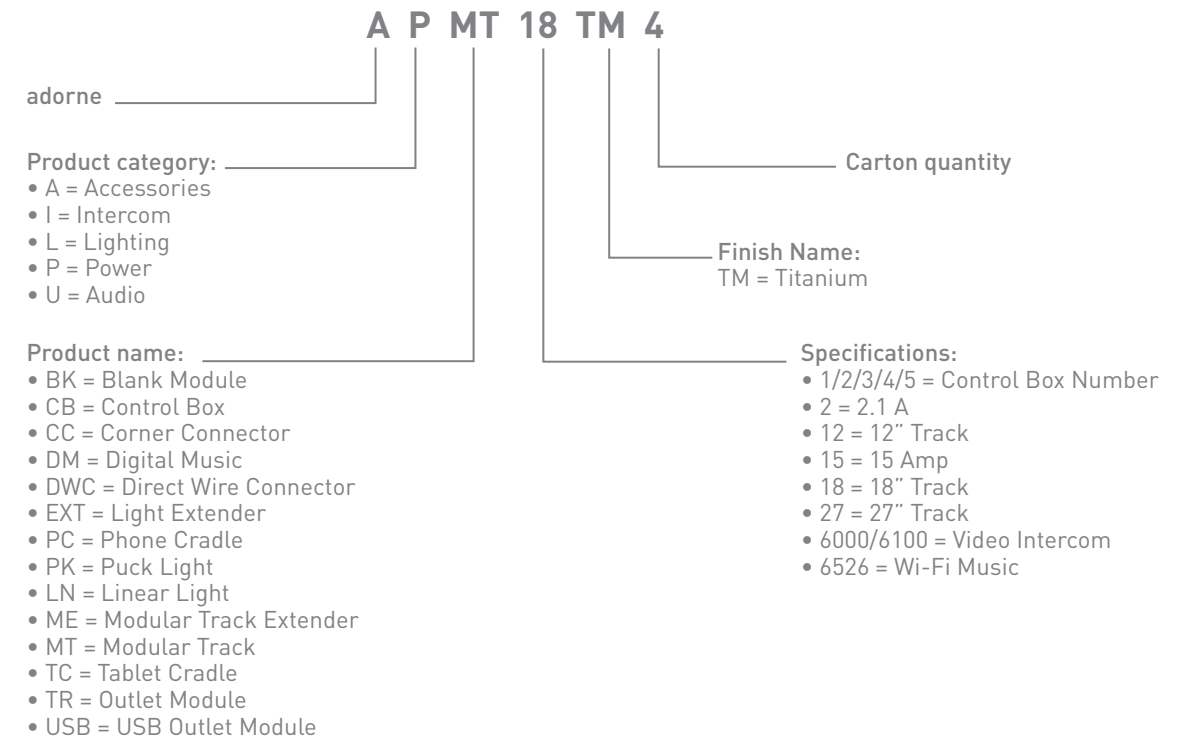 A P MT 18 TM 4
adorne
Product category:
• A = Accessories
• I = Intercom
• L = Lighting
• P = Power
• U = Audio
Carton quantity
Finish Name:
TM = Titanium
Product name:
• BK = Blank Module
• CB = Control Box
• CC = Corner Connector
• DM = Digital Music
• DWC = Direct Wire Connector
• EXT = Light Extender
• PC = Phone Cradle
• PK = Puck Light
• LN = Linear Light
• ME = Modular Track Extender
• MT = Modular Track
• TC = Tablet Cradle
• TR = Outlet Module
• USB = USB Outlet Module
Specifications:
• 1/2/3/4/5 = Control Box Number
• 2 = 2.1 A
• 12 = 12” Track
• 15 = 15 Amp
• 18 = 18” Track
• 27 = 27” Track
• 6000/6100 = Video Intercom
• 6526 = Wi-Fi Music